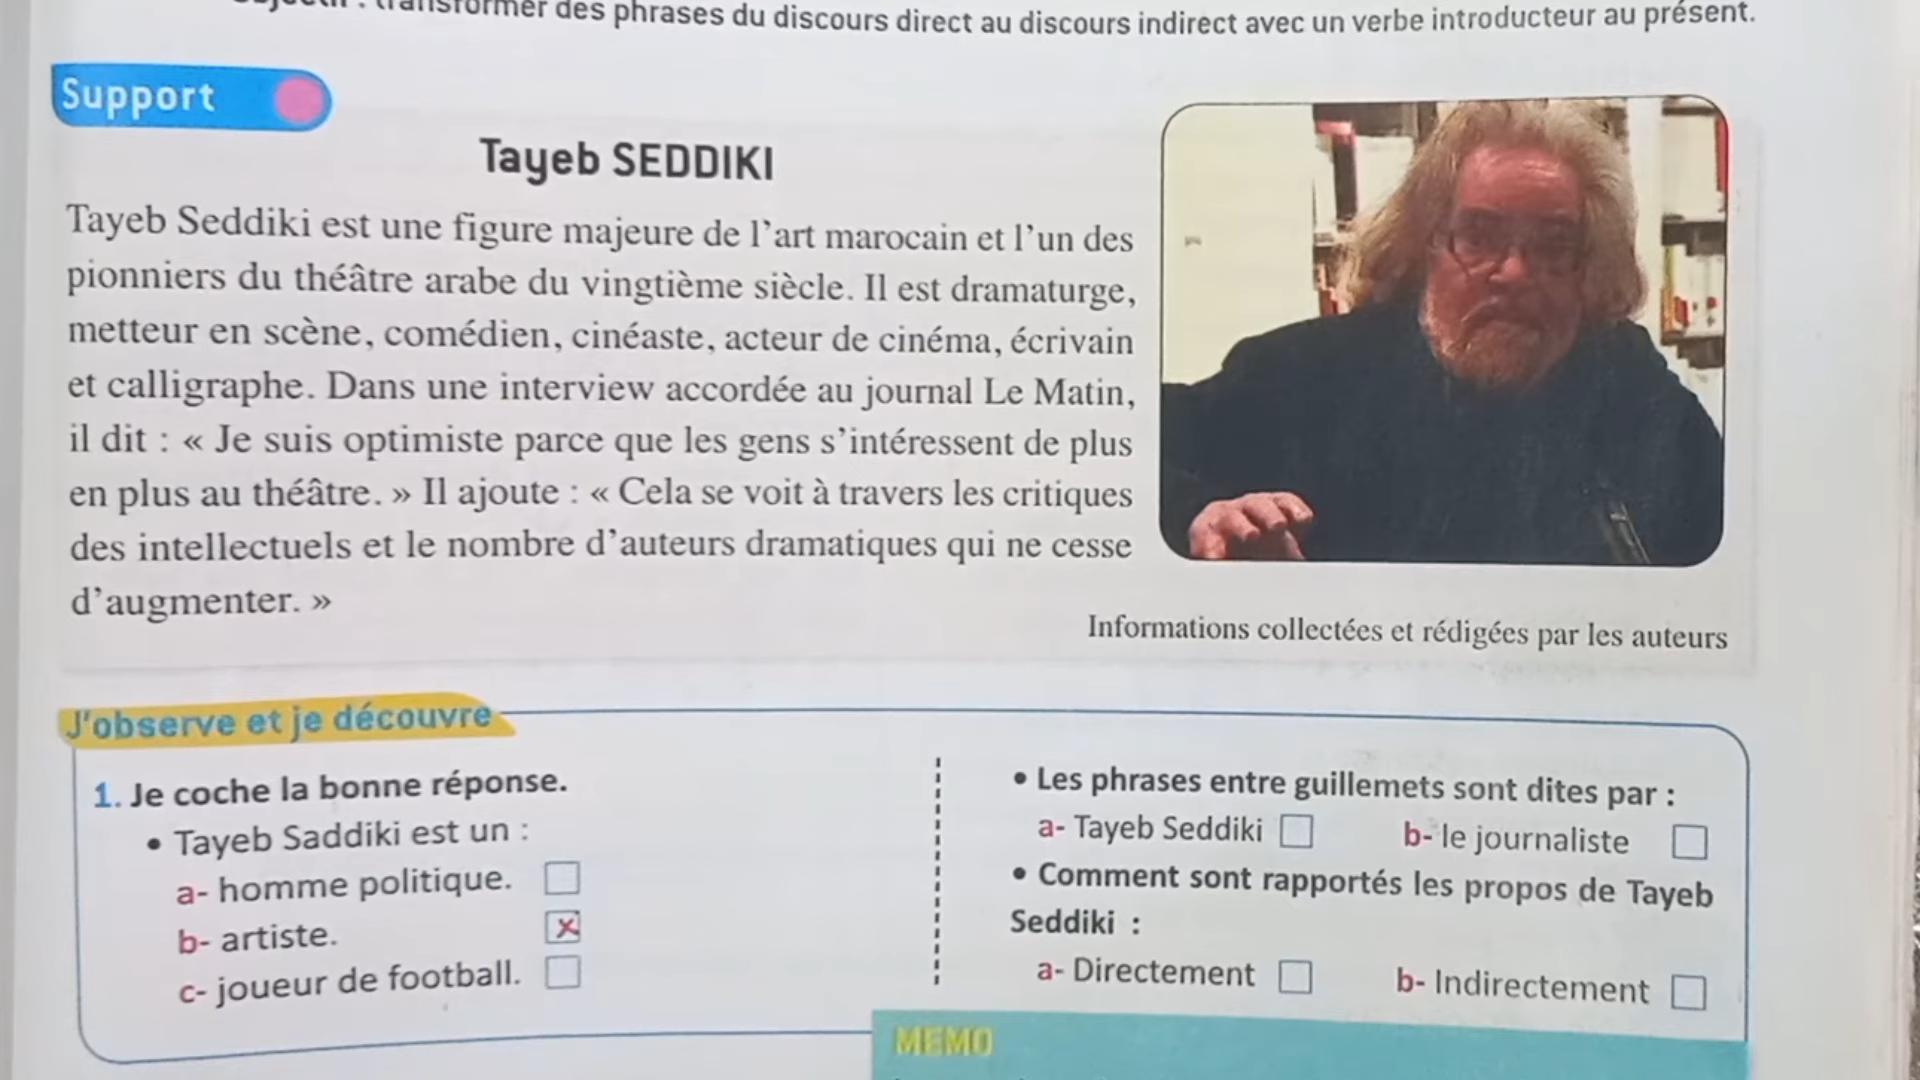 Objectif : transformer des phrases du discours direct au discours indirect avec un verbe introducteur au présent.
Support
Tayeb SEDDIKI
Tayeb Seddiki est une figure majeure de l'art marocain et l'un des
pionniers du théâtre arabe du vingtième siècle. Il est dramaturge,
metteur en scène, comédien, cinéaste, acteur de cinéma, écrivain
et calligraphe. Dans une interview accordée au journal Le Matin,
il dit : « Je suis optimiste parce que les gens s'intéressent de plus
en plus au théâtre. » Il ajoute : « Cela se voit à travers les critiques
des intellectuels et le nombre d'auteurs dramatiques qui ne cesse
d'augmenter. »
Informations collectées et rédigées par les auteurs
J'observe et je découvre
1. Je coche la bonne réponse.
• Tayeb Saddiki est un :
a- homme politique.
b- artiste.
c- joueur de football.
• Les phrases entre guillemets sont dites par :
a- Tayeb Seddiki b- le journaliste
• Comment sont rapportés les propos de Tayeb
Seddiki :
a- Directement b- Indirectement
MEMO